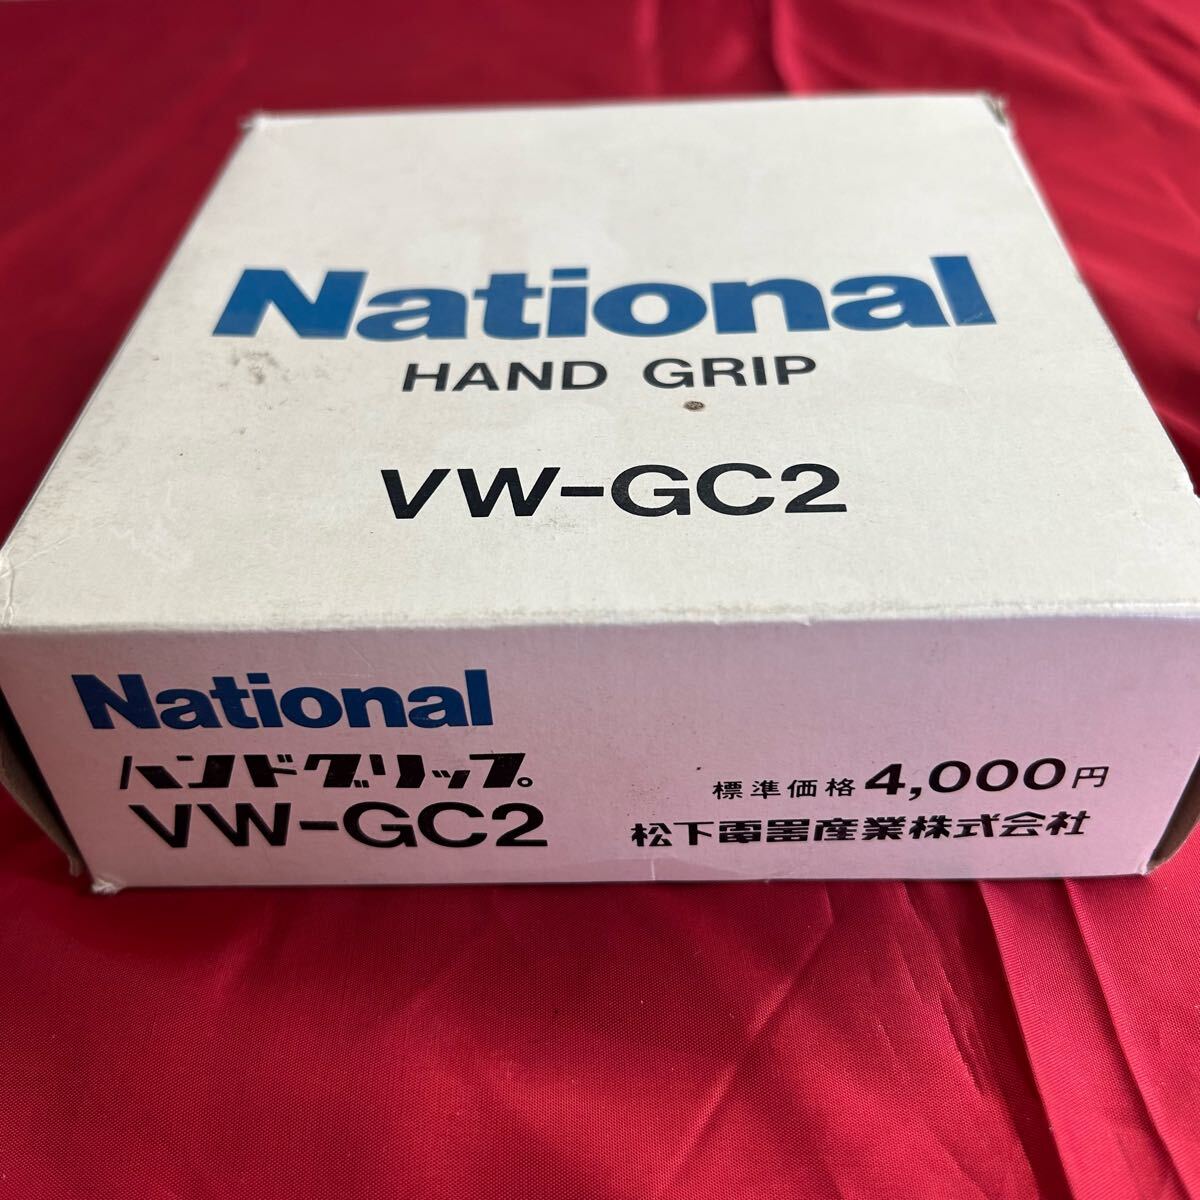 National
HAND GRIP
VW-GC2
National
ハンドグリップ
VW-GC2
標準価格4,000円
松下電器産業株式会社